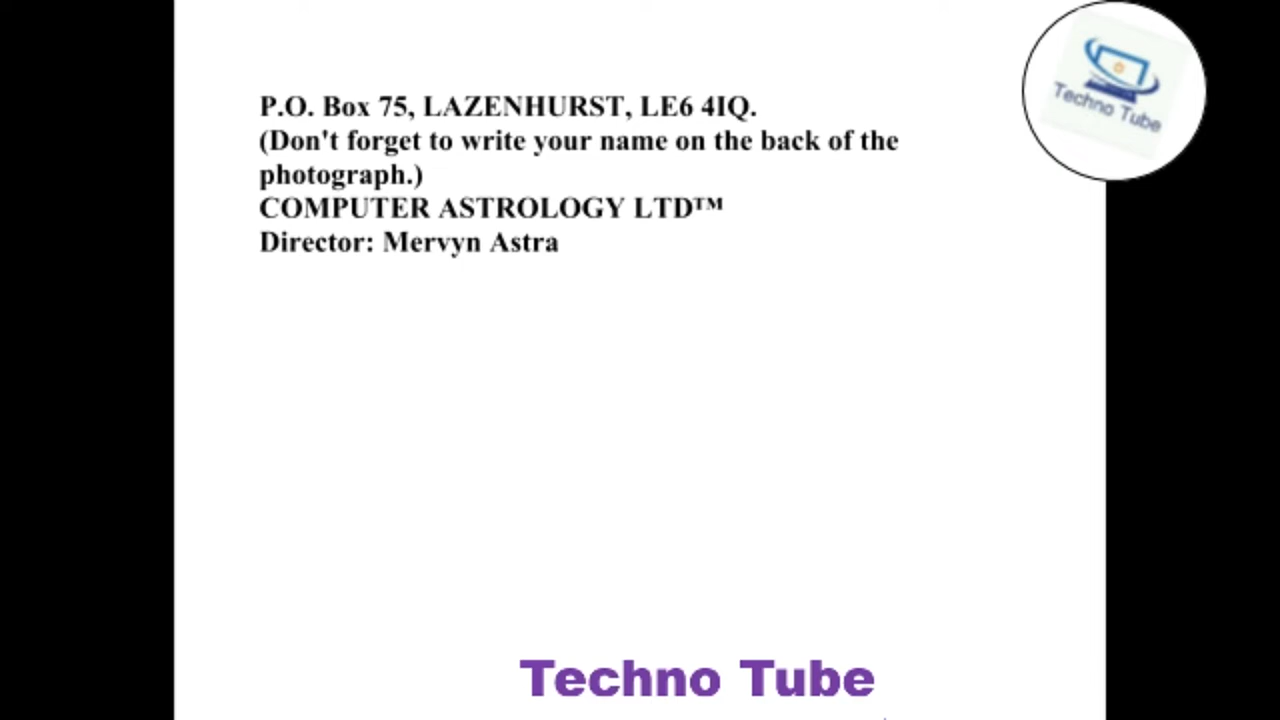 P.O. Box 75, LAZENHURST, LE6 4IQ.
(Don't forget to write your name on the back of the
photograph.)
COMPUTER ASTROLOGY LTD™
Director: Mervyn Astra
Techno Tube
Techno Tube